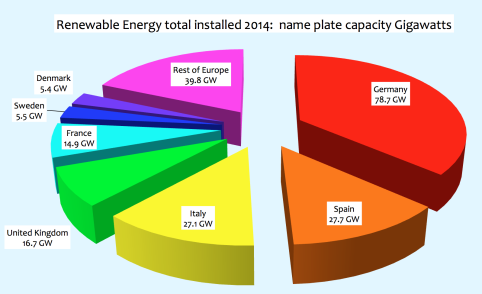 Renewable Energy total installed 2014:  name plate capacity Gigawatts
Rest of Europe
39.8 GW
Germany
78.7 GW
Denmark
5.4 GW
Sweden
5.5 GW
France
14.9 GW
Italy
27.1 GW
Spain
27.7 GW
United Kingdom
16.7 GW